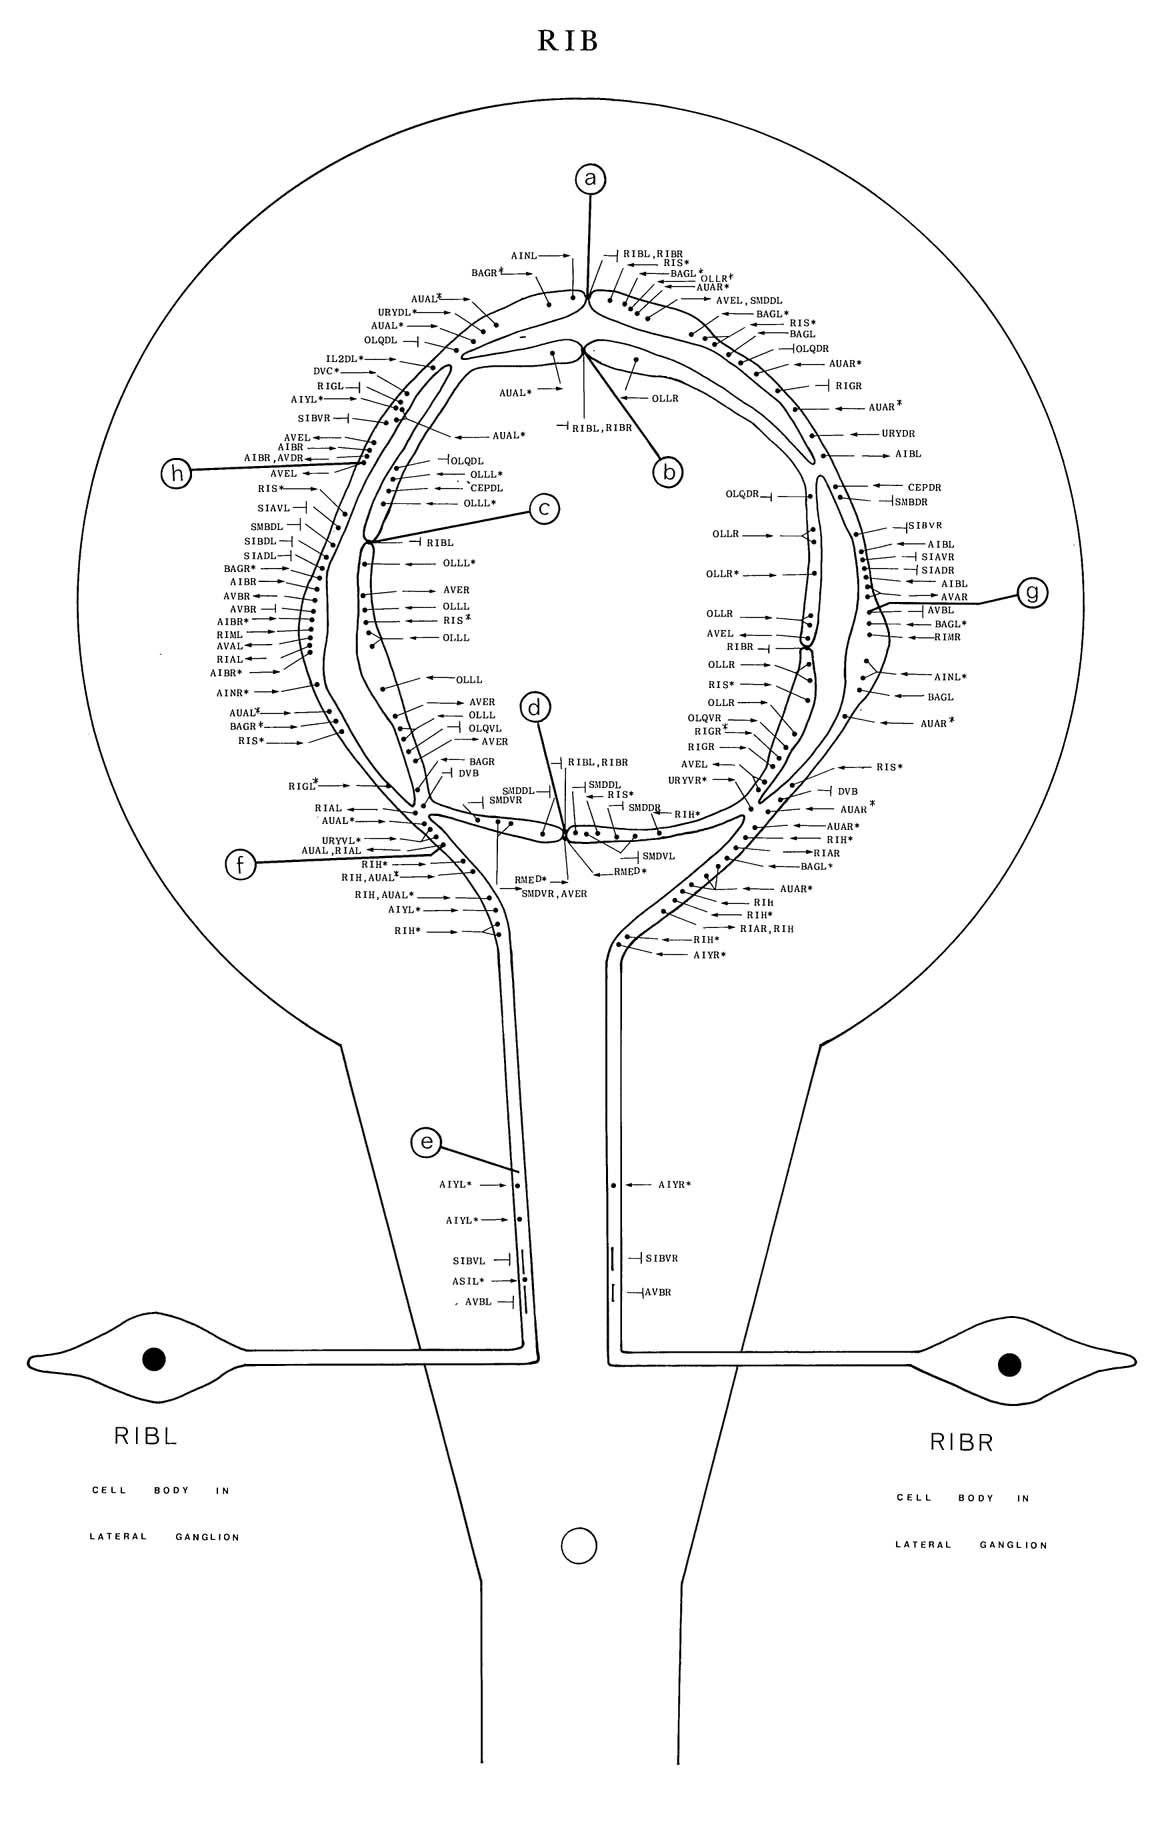 RIB
a
AINL
RIBL,RIBR
RIS*
BAGR*
BAGL*
OLLR*
AUAR*
AUAL*
AVEL,SMDDL
URYDL*
BAGL*
AUAL*
RIS*
BAGL
OLQDL
OLQDR
IL2DL*
AUAR*
DVC*
RIGL
RIGR
AUAL*
OLLR
AIYL*
AUAR*
SIBVR
RIBL,RIBR
AVEL
AUAL*
URYDR
AIBR
AIBR,AVDR
AIBL
h
AVEL
OLQDL
b
OLLL*
RIS*
CEPDL
CEPDR
OLLL*
OLQDR
SMBDR
SIAVL
c
SMBDL
SIBVR
SIBDL
RIBL
OLLR
AIBL
SIADL
SIAVR
BAGR*
OLLL*
SIADR
AIBR
OLLR*
AIBL
AVBR
AVER
AVAR
g
AVBR
OLLL
OLLR
AVBL
AIBR*
RIS*
BAGL*
RIML
OLLL
AVEL
RIMR
AVAL
RIBR
RIAL
OLLR
AIBR*
OLLL
AINL*
AINR*
RIS*
BAGL
AUAL*
AVER
d
OLLR
BAGR*
OLLL
OLQVR
AUAR*
RIS*
OLQVL
RIGR*
AVER
RIGR
BAGR
RIBL,RIBR
AVEL
RIS*
RIGL*
DVB
URYVR*
SMDDL
SMDDL
DVB
SMDVR
RIS*
RIAL
SMDDR
RIH*
AUAR*
AUAL*
AUAR*
URYVL*
RIH*
AUAL,RIAL
SMDVL
RIAR
f
RIH*
RMED*
BAGL*
RIH,AUAL*
RMED*
AUAR*
RIH,AUAL*
SMDVR,AVER
RIH
AIYL*
RIH*
RIH*
RIAR,RIH
RIH*
AIYR*
e
AIYL*
AIYR*
AIYL*
SIBVL
SIBVR
ASIL*
AVBL
AVBR
RIBL
RIBR
CELL BODY IN
LATERAL GANGLION
CELL BODY IN
LATERAL GANGLION